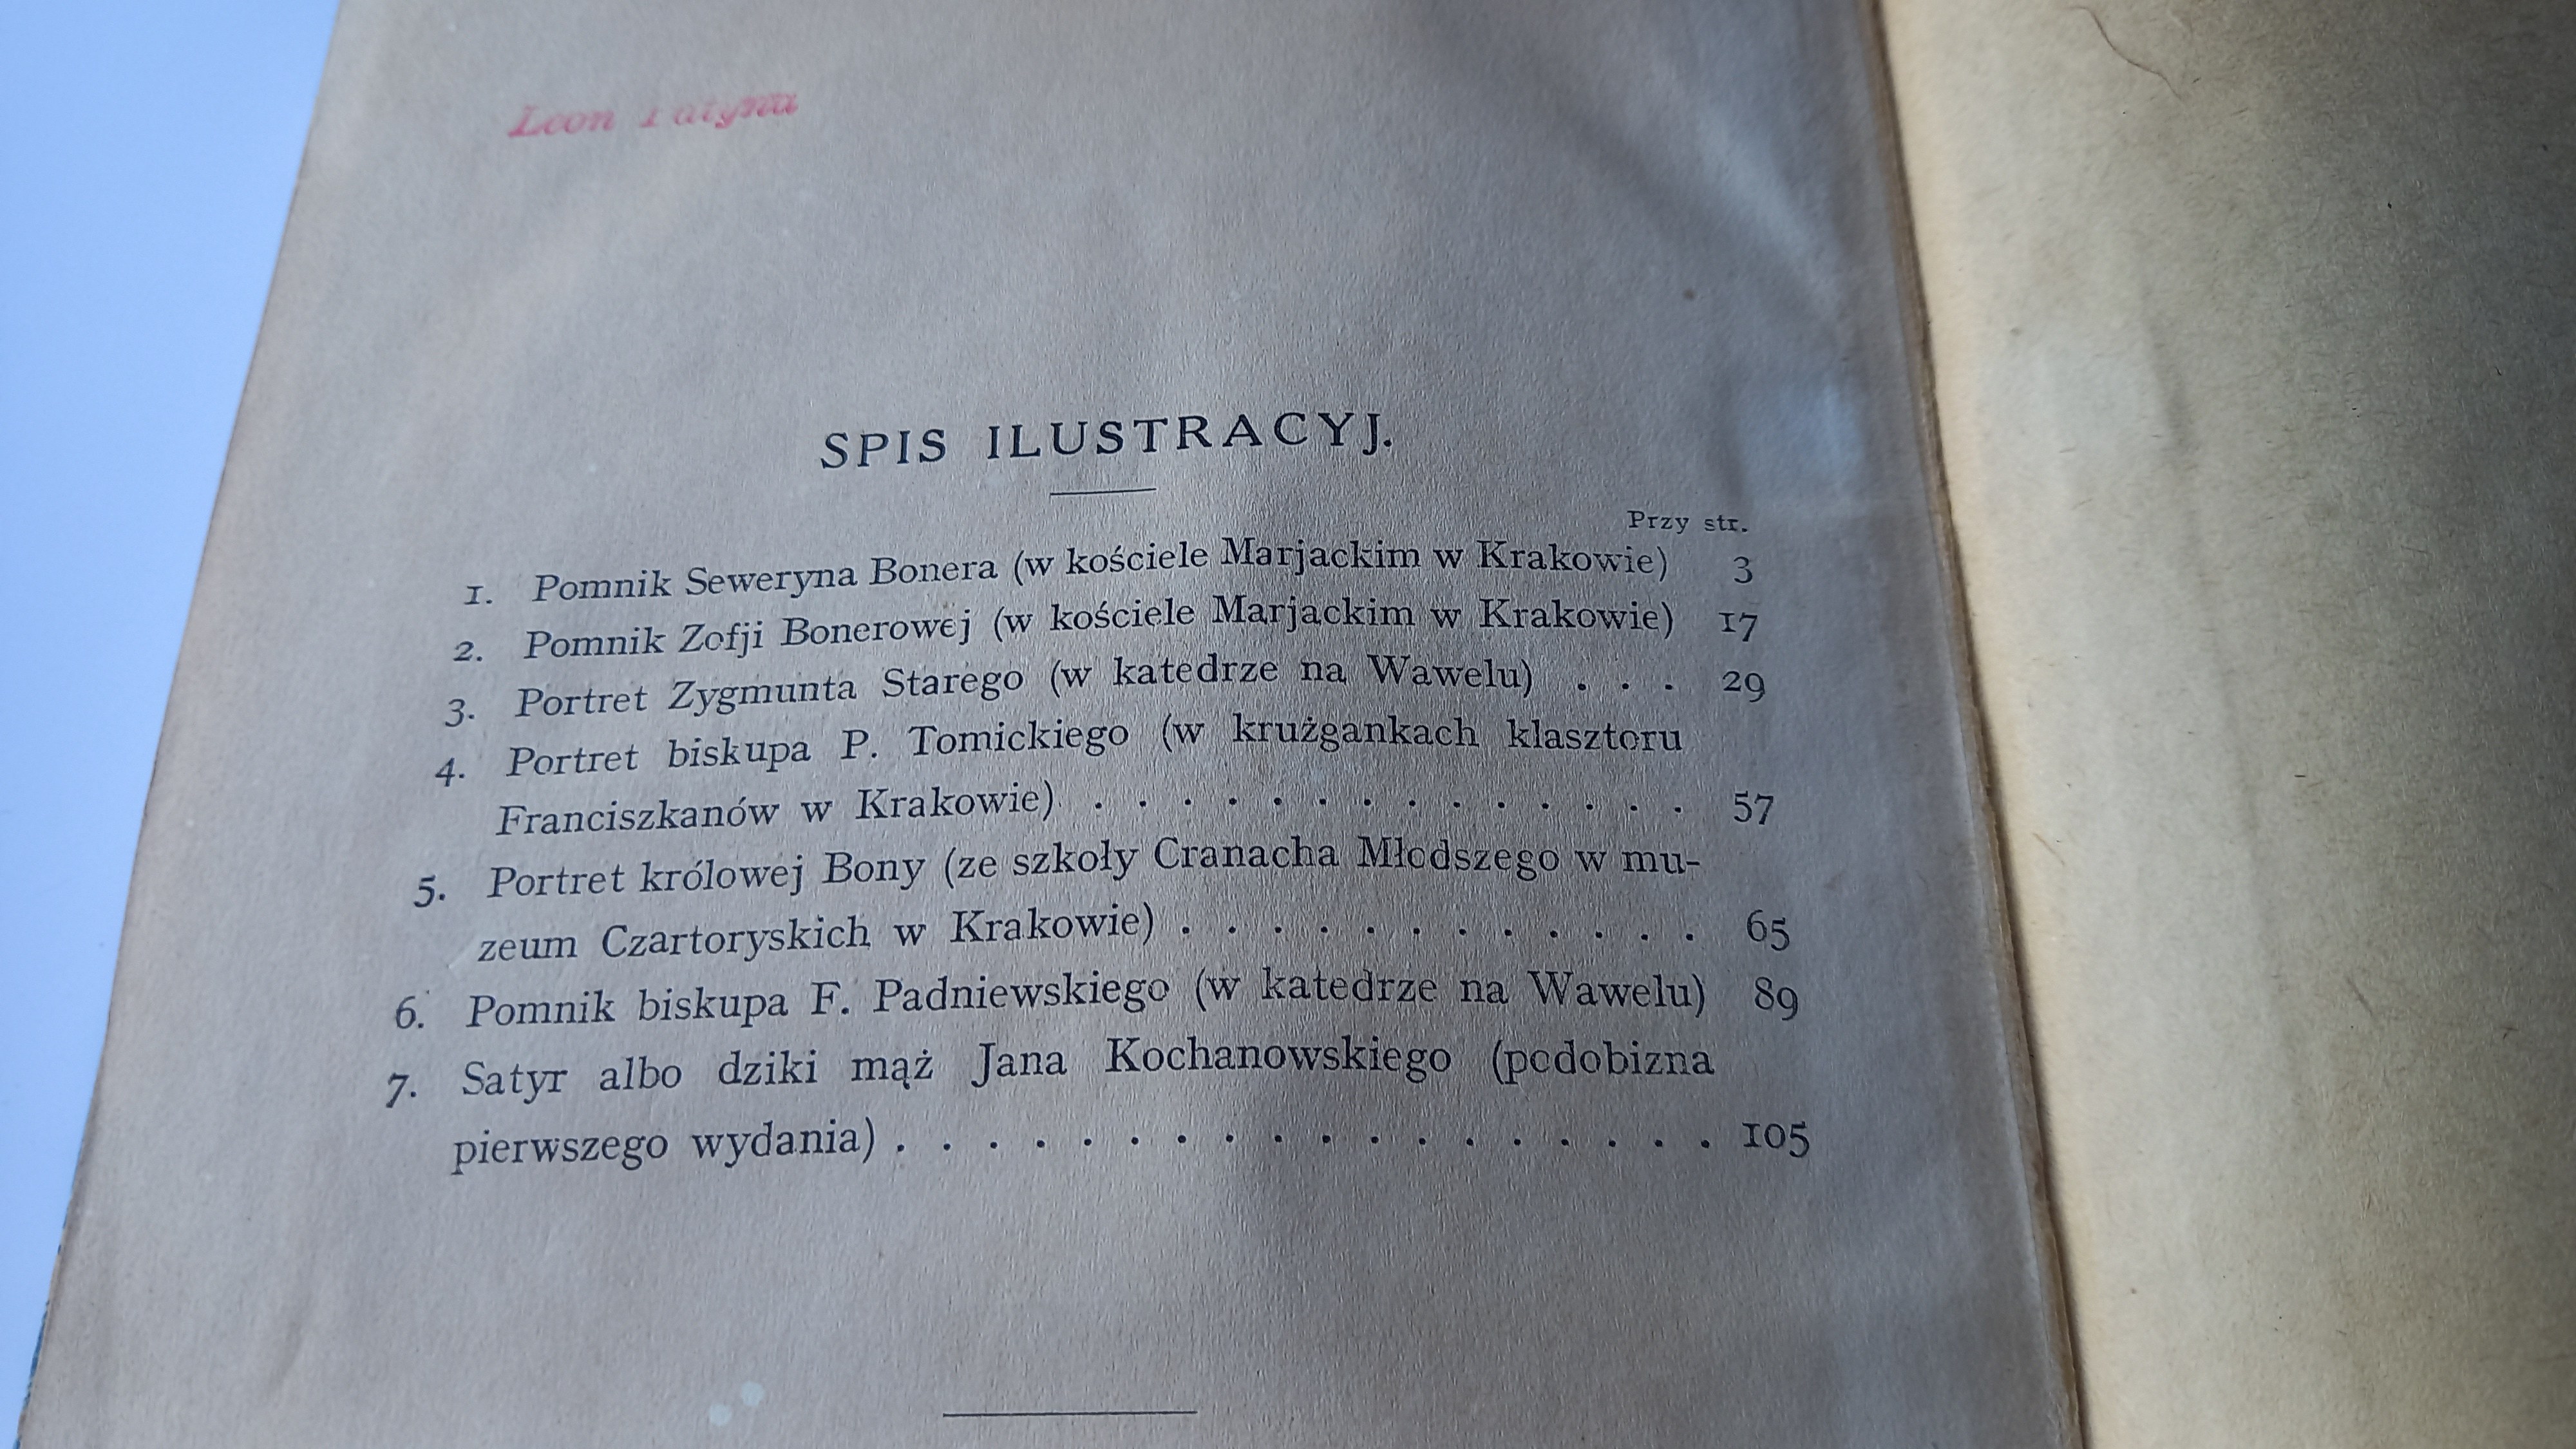 Leon
SPIS ILUSTRACYJ.
Przy str.
1. Pomnik Seweryna Bonera (w kościele Marjackim w Krakowie) 3
2. Pomnik Zofji Bonerowej (w kościele Marjackim w Krakowie) 17
3. Portret Zygmunta Starego (w katedrze na Wawelu) . . . 29
4. Portret biskupa P. Tomickiego (w krużgankach klasztoru
Franciszkanów w Krakowie) . . . . . . . . . . . . . . 57
5. Portret królowej Bony (ze szkoły Cranacha Młodszego w mu-
zeum Czartoryskich w Krakowie) . . . . . . . . . . . . 65
6. Pomnik biskupa F. Padniewskiego (w katedrze na Wawelu) 89
7. Satyr albo dziki mąż Jana Kochanowskiego (podobizna
pierwszego wydania) . . . . . . . . . . . . . . . . . . 105